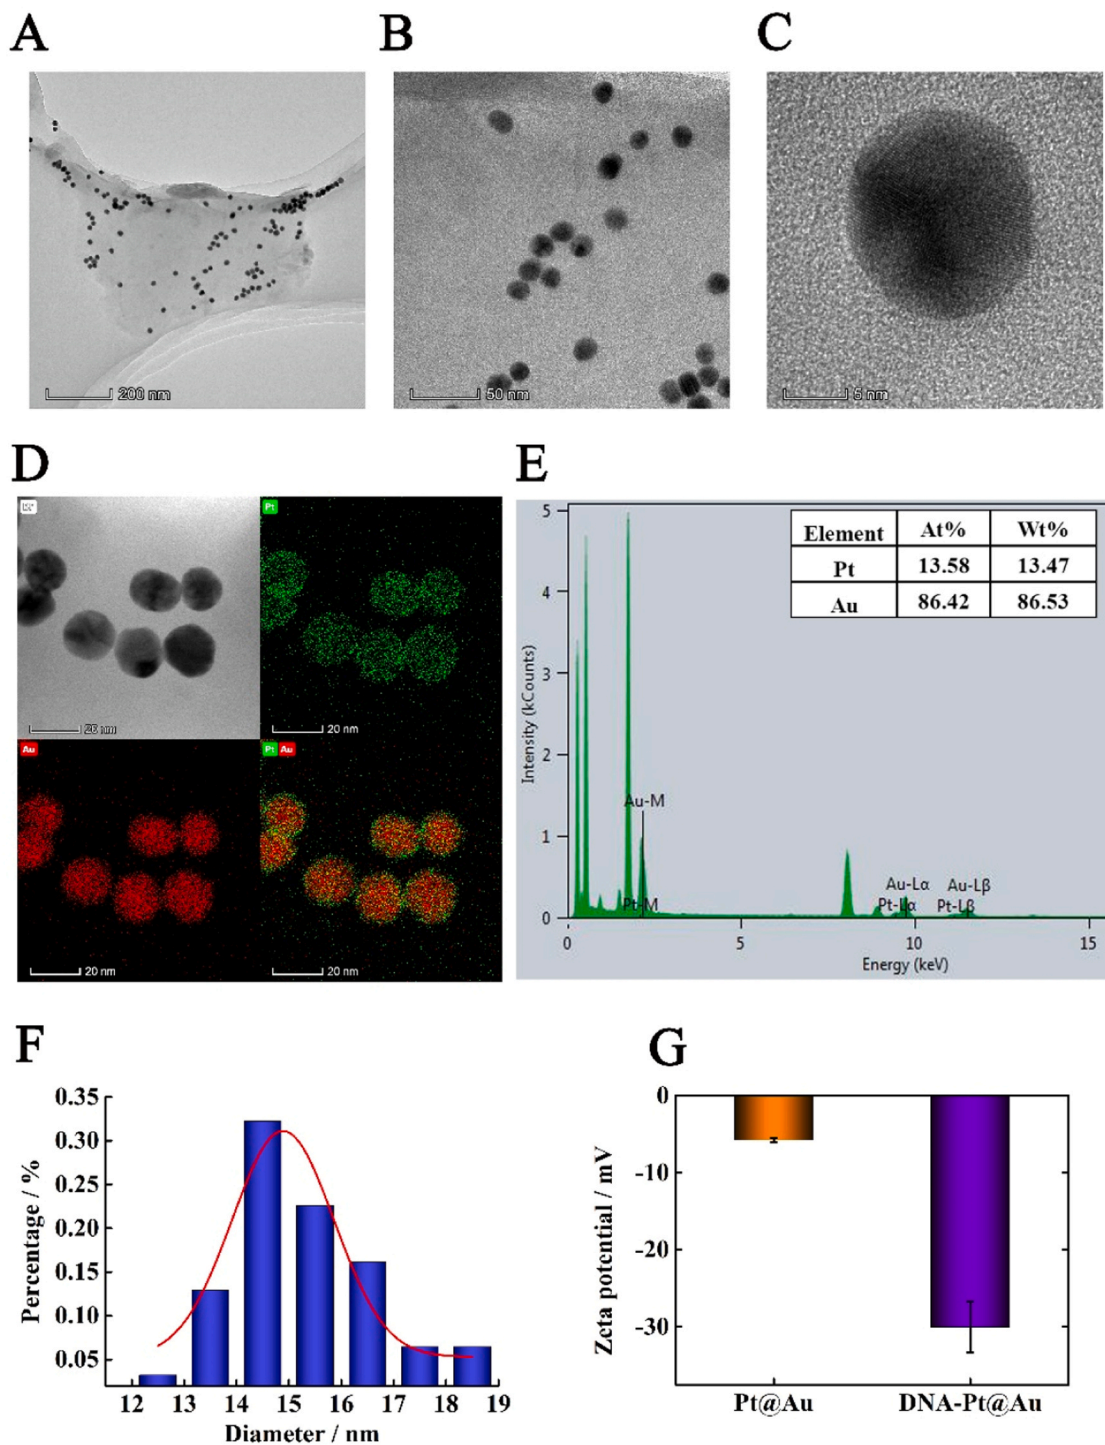 A
B
C
200 nm
50 nm
5 nm
D
E
Pt
20 nm
Au
20 nm
Pt Au
20 nm
Element At% Wt%
Pt 13.58 13.47
Au 86.42 86.53
5
4
3
2
1
0
Intensity (kCounts)
Au-M
Pt-M
Au-Lα
Pt-Lα
Au-Lβ
Pt-Lβ
0 5 10 15
Energy (keV)
F
0.35
0.30
0.25
0.20
0.15
0.10
0.05
Percentage / %
12 13 14 15 16 17 18 19
Diameter / nm
G
0
-10
-20
-30
Zeta potential / mV
Pt@Au DNA-Pt@Au